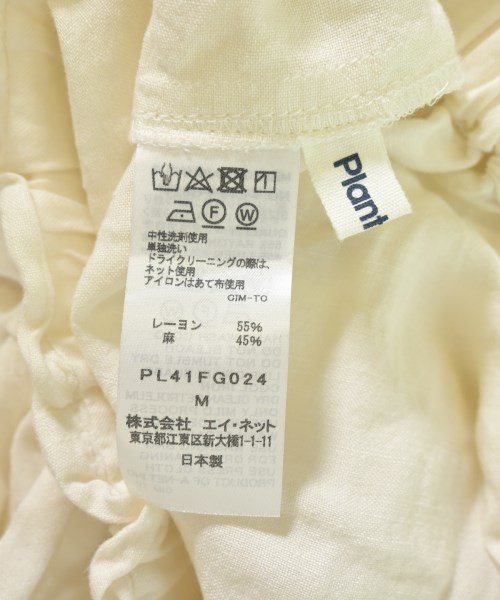 Plant
中性洗剤使用
単独洗い
ドライクリーニングの際は、
ネット使用
アイロンはあて布使用
GIM-TO
レーヨン 55%
麻 45%
PL41FG024
M
株式会社 エイ・ネット
東京都江東区新大橋1-1-11
日本製